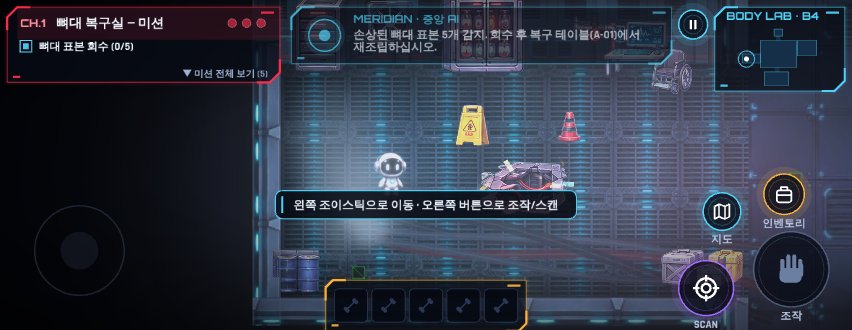 CH.1 뼈대 복구실 – 미션
뼈대 표본 회수 (0/5)
▼ 미션 전체 보기 (5)
MERIDIAN · 중앙 AI
손상된 뼈대 표본 5개 감지. 회수 후 복구 테이블(A-01)에서
재조립하십시오.
BODY LAB · B4
왼쪽 조이스틱으로 이동 · 오른쪽 버튼으로 조작/스캔
지도
인벤토리
SCAN
조작